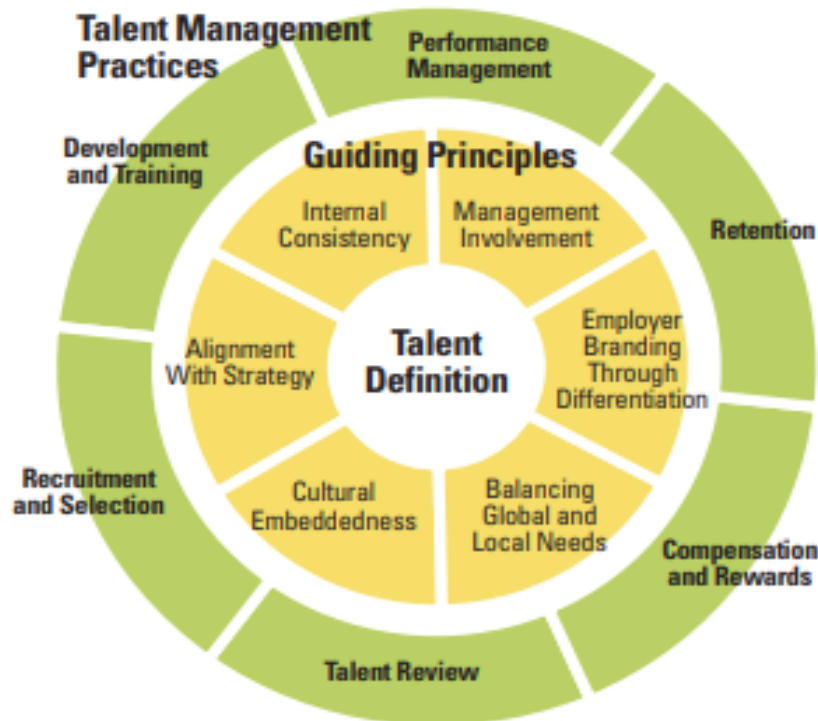 Talent Management
Practices
Performance
Management
Development
and Training
Guiding Principles
Internal
Consistency
Management
Involvement
Retention
Alignment
With Strategy
Talent
Definition
Employer
Branding
Through
Differentiation
Recruitment
and Selection
Cultural
Embeddedness
Balancing
Global and
Local Needs
Compensation
and Rewards
Talent Review